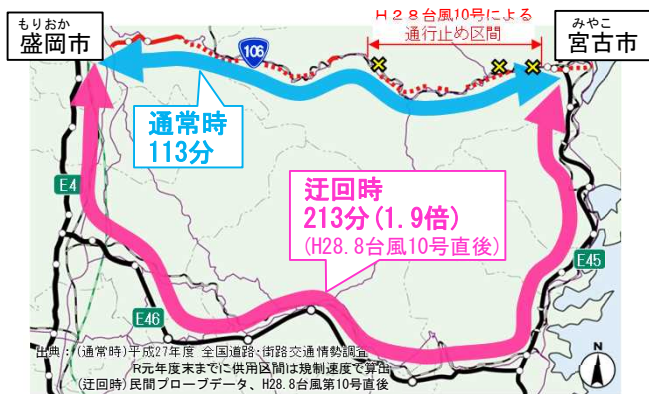 もりおか
盛岡市
H28台風10号による
通行止め区間
みやこ
宮古市
106
通常時
113分
迂回時
213分(1.9倍)
(H28.8台風10号直後)
E4
E45
E46
N
出典:(通常時)平成27年度 全国道路・街路交通情勢調査
R元年度末までに供用区間は規制速度で算出
(迂回時)民間プローブデータ、H28.8台風第10号直後